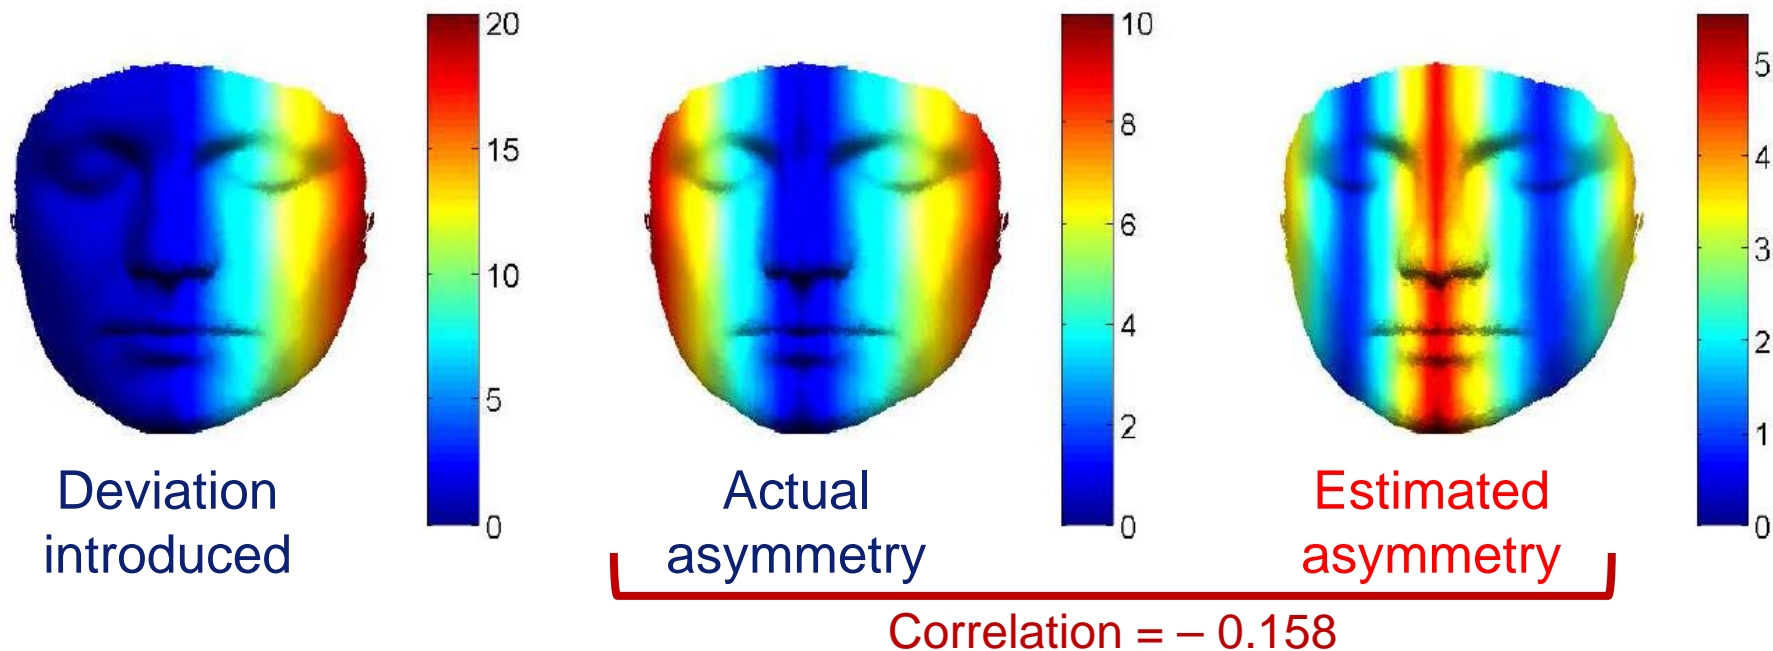 20
15
10
5
0
10
8
6
4
2
0
5
4
3
2
1
0
Deviation
introduced
Actual
asymmetry
Estimated
asymmetry
Correlation = – 0.158